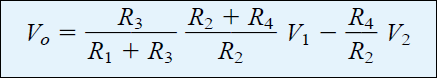 V_o = \frac{R_3}{R_1 + R_3} \frac{R_2 + R_4}{R_2} V_1 - \frac{R_4}{R_2} V_2